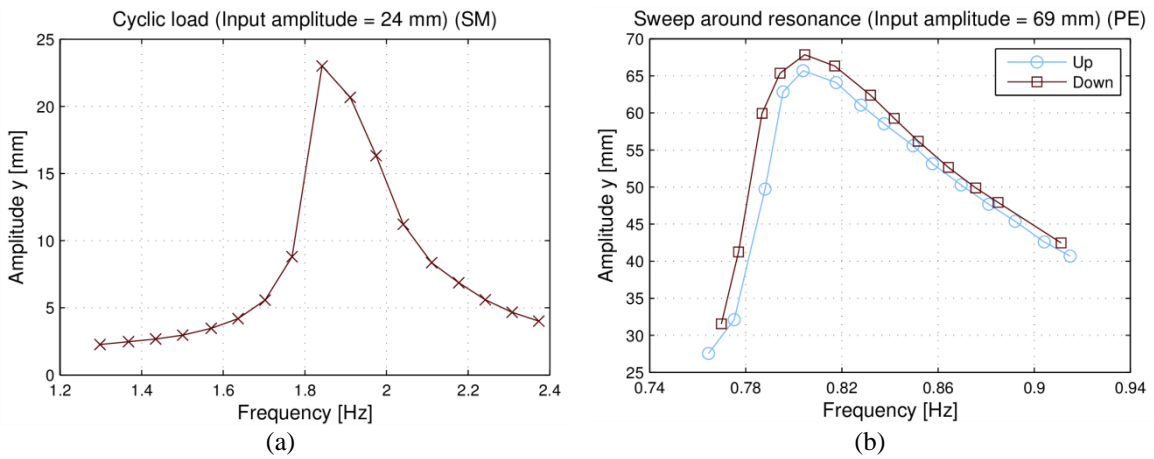 Cyclic load (Input amplitude = 24 mm) (SM)
25
20
15
10
5
0
Amplitude y [mm]
1.2 1.4 1.6 1.8 2 2.2 2.4
Frequency [Hz]
(a)
Sweep around resonance (Input amplitude = 69 mm) (PE)
70
65
60
55
50
45
40
35
30
25
Amplitude y [mm]
Up
Down
0.74 0.78 0.82 0.86 0.9 0.94
Frequency [Hz]
(b)